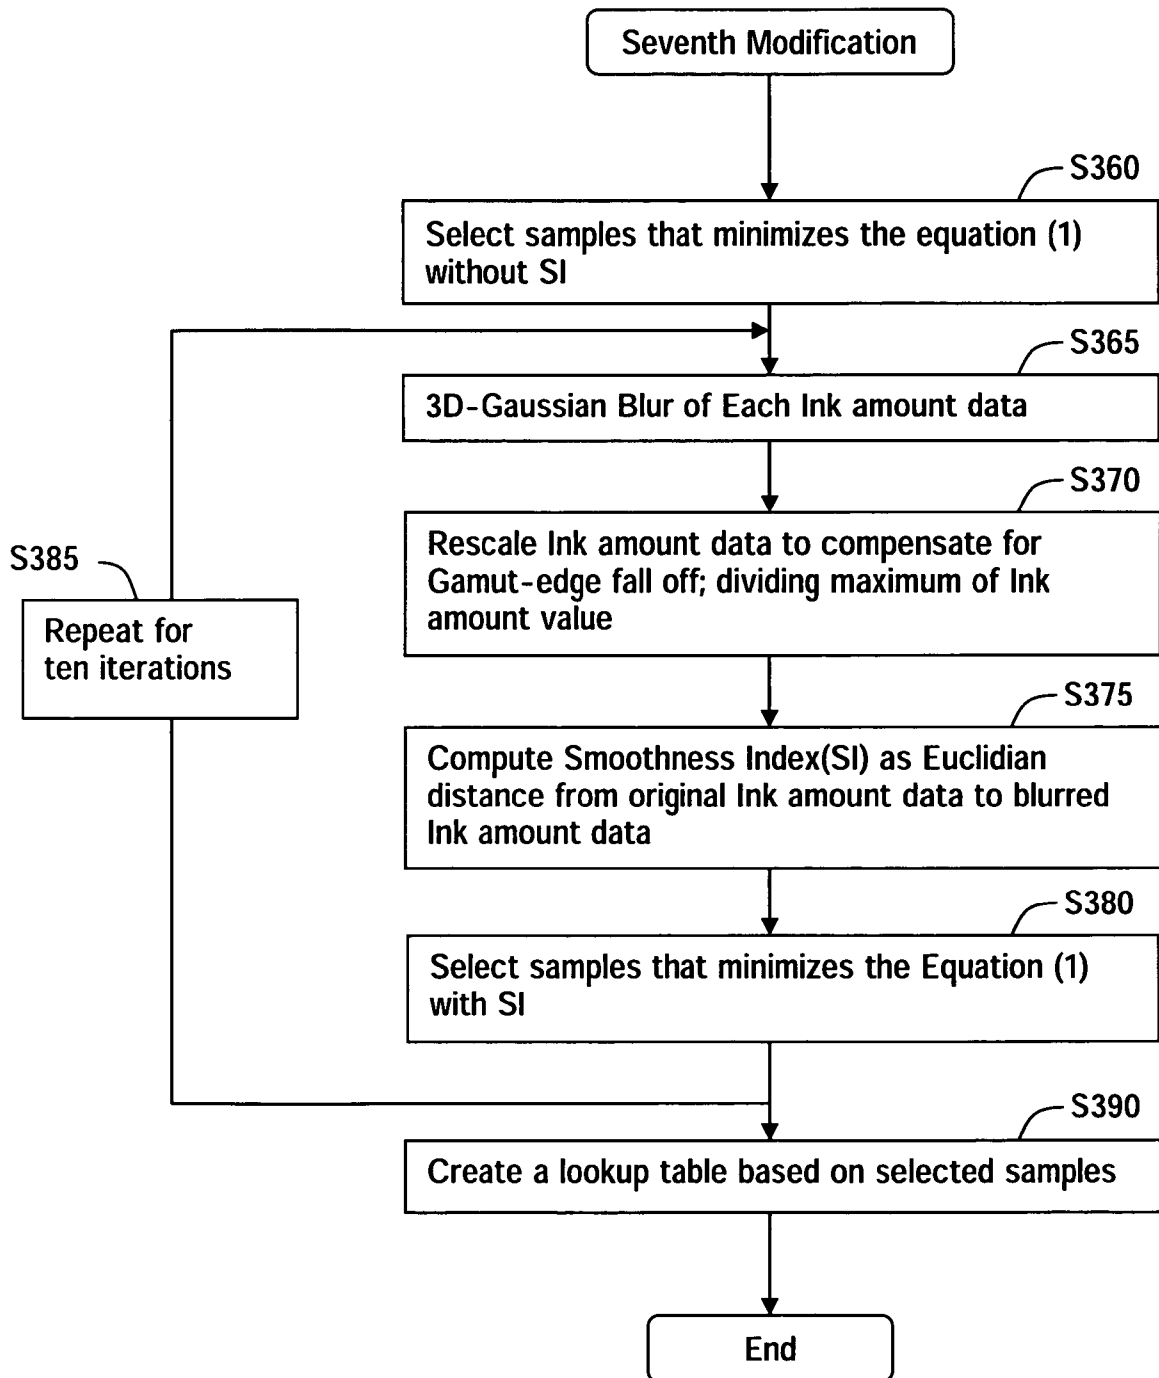 Seventh Modification
S360
Select samples that minimizes the equation (1)
without SI
S365
3D-Gaussian Blur of Each Ink amount data
S370
Rescale Ink amount data to compensate for
Gamut-edge fall off; dividing maximum of Ink
amount value
S385
Repeat for
ten iterations
S375
Compute Smoothness Index(SI) as Euclidian
distance from original Ink amount data to blurred
Ink amount data
S380
Select samples that minimizes the Equation (1)
with SI
S390
Create a lookup table based on selected samples
End